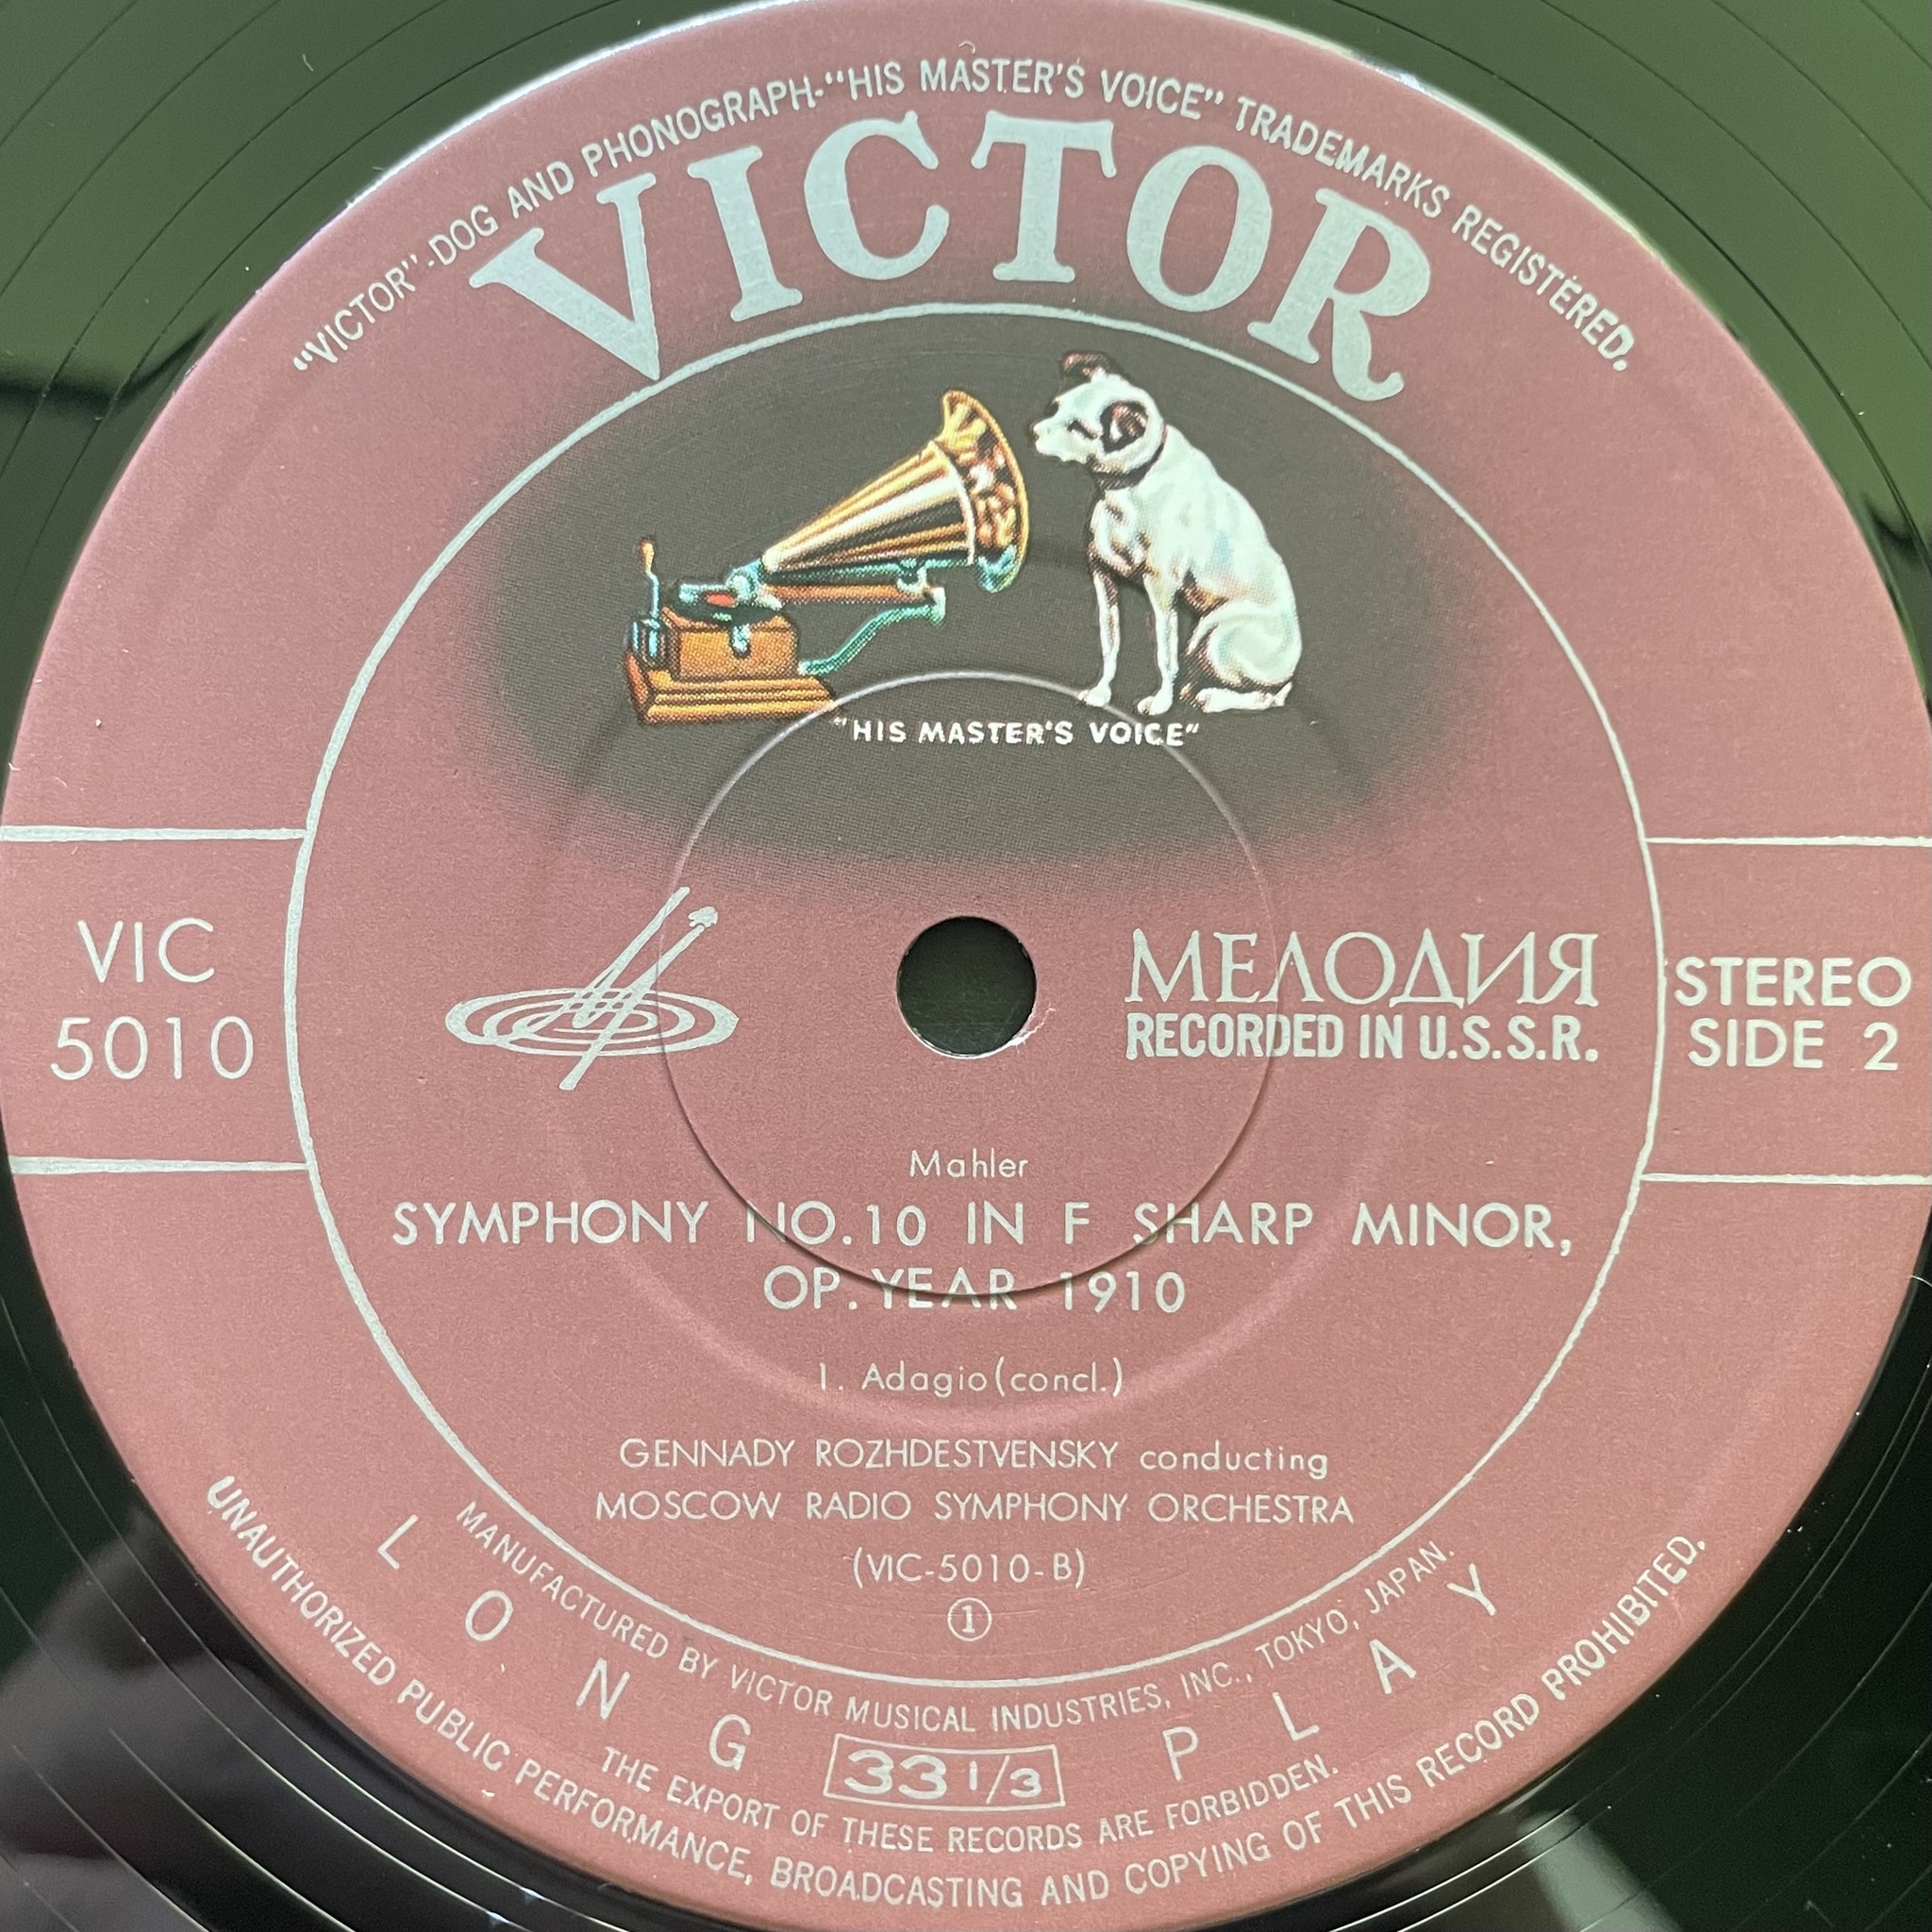 "VICTOR"-DOG AND PHONOGRAPH-"HIS MASTER'S VOICE" TRADEMARKS REGISTERED.
VICTOR
"HIS MASTER'S VOICE"
VIC
5010
МЕЛОДИЯ
RECORDED IN U.S.S.R.
STEREO
SIDE 2
Mahler
SYMPHONY NO.10 IN F SHARP MINOR,
OP. YEAR 1910
1. Adagio(concl.)
GENNADY ROZHDESTVENSKY conducting
MOSCOW RADIO SYMPHONY ORCHESTRA
(VIC-5010-B)
①
MANUFACTURED BY VICTOR MUSICAL INDUSTRIES, INC., TOKYO, JAPAN.
LONG 33 1/3 PLAY
THE EXPORT OF THESE RECORDS ARE FORBIDDEN.
UNAUTHORIZED PUBLIC PERFORMANCE, BROADCASTING AND COPYING OF THIS RECORD PROHIBITED.